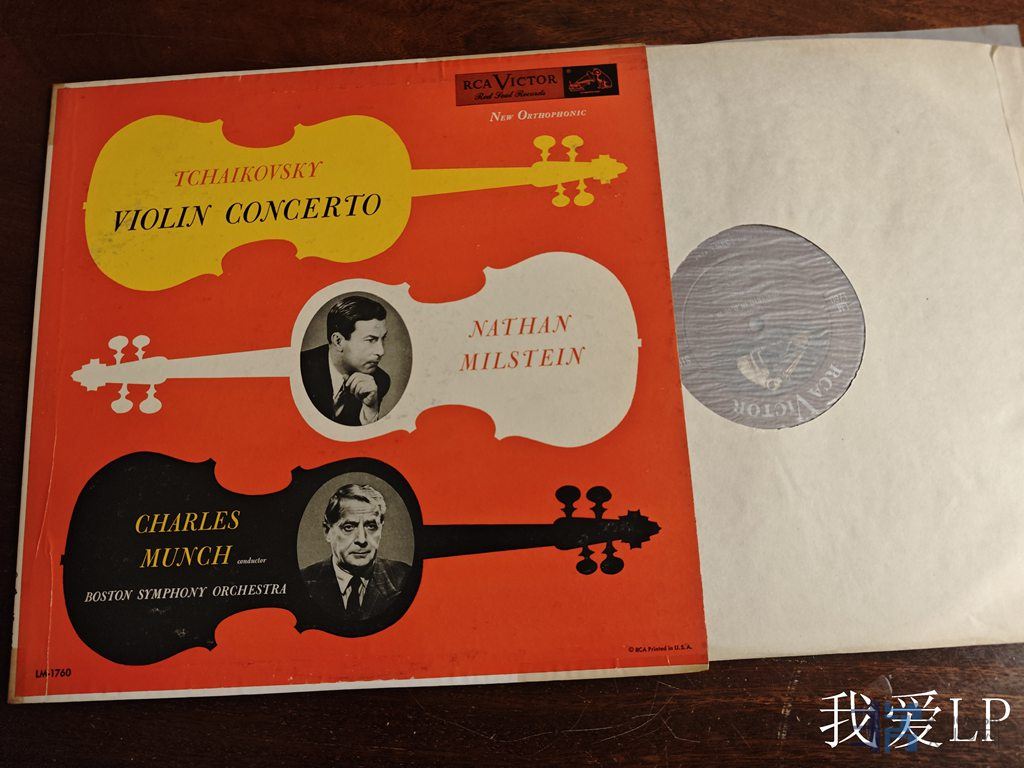 RCA VICTOR
Red Seal Records
NEW ORTHOPHONIC
TCHAIKOVSKY
VIOLIN CONCERTO
NATHAN
MILSTEIN
CHARLES
MUNCH conductor
BOSTON SYMPHONY ORCHESTRA
LM-1760
© RCA Printed in U.S.A.
RCA VICTOR
我爱LP